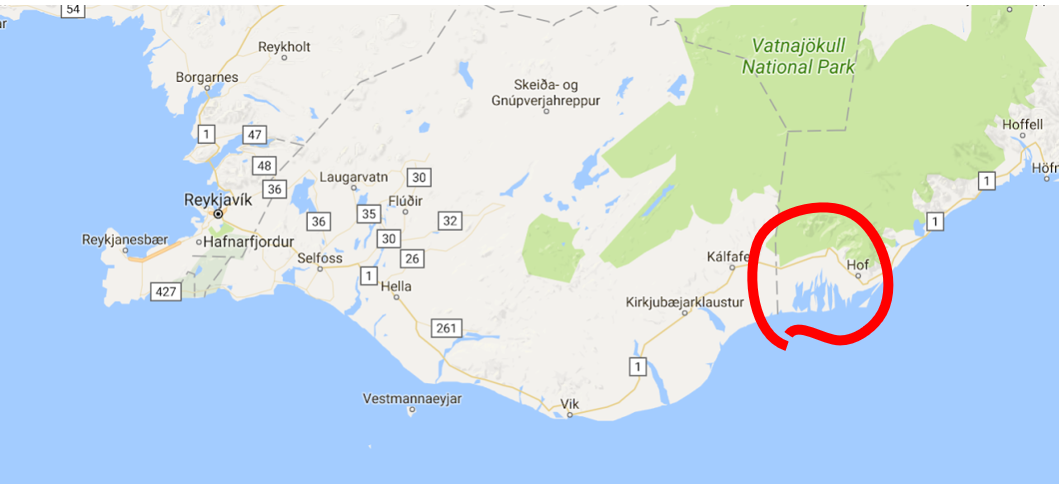 54
Reykholt
Vatnajökull
National Park
Borgarnes
Skeiða- og
Gnúpverjahreppur
Hoffell
1
47
48
Höfn
Laugarvatn
30
1
36
Reykjavík
Flúðir
36
35
32
1
Reykjanesbær
Hafnarfjordur
30
Selfoss
26
Kálfafe
Hof
1
Hella
427
Kirkjubæjarklaustur
261
1
Vestmannaeyjar
Vik